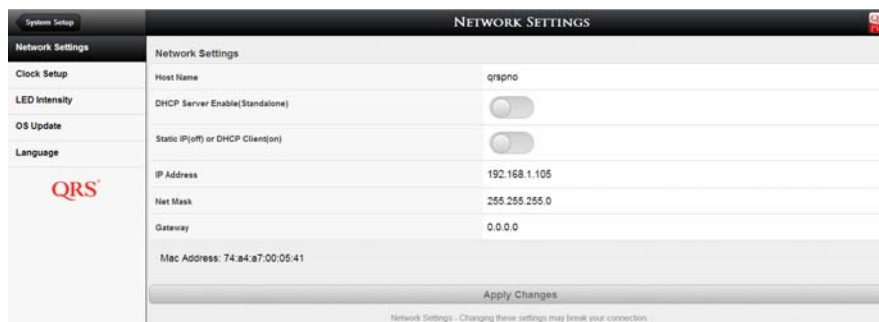 System Setup
NETWORK SETTINGS
Network Settings
Clock Setup
LED Intensity
OS Update
Language
QRS
Network Settings
Host Name qrspno
DHCP Server Enable(Standalone)
Static IP(off) or DHCP Client(on)
IP Address 192.168.1.105
Net Mask 255.255.255.0
Gateway 0.0.0.0
Mac Address: 74:a4:a7:00:05:41
Apply Changes
Network Settings - Changing these settings may break your connection.